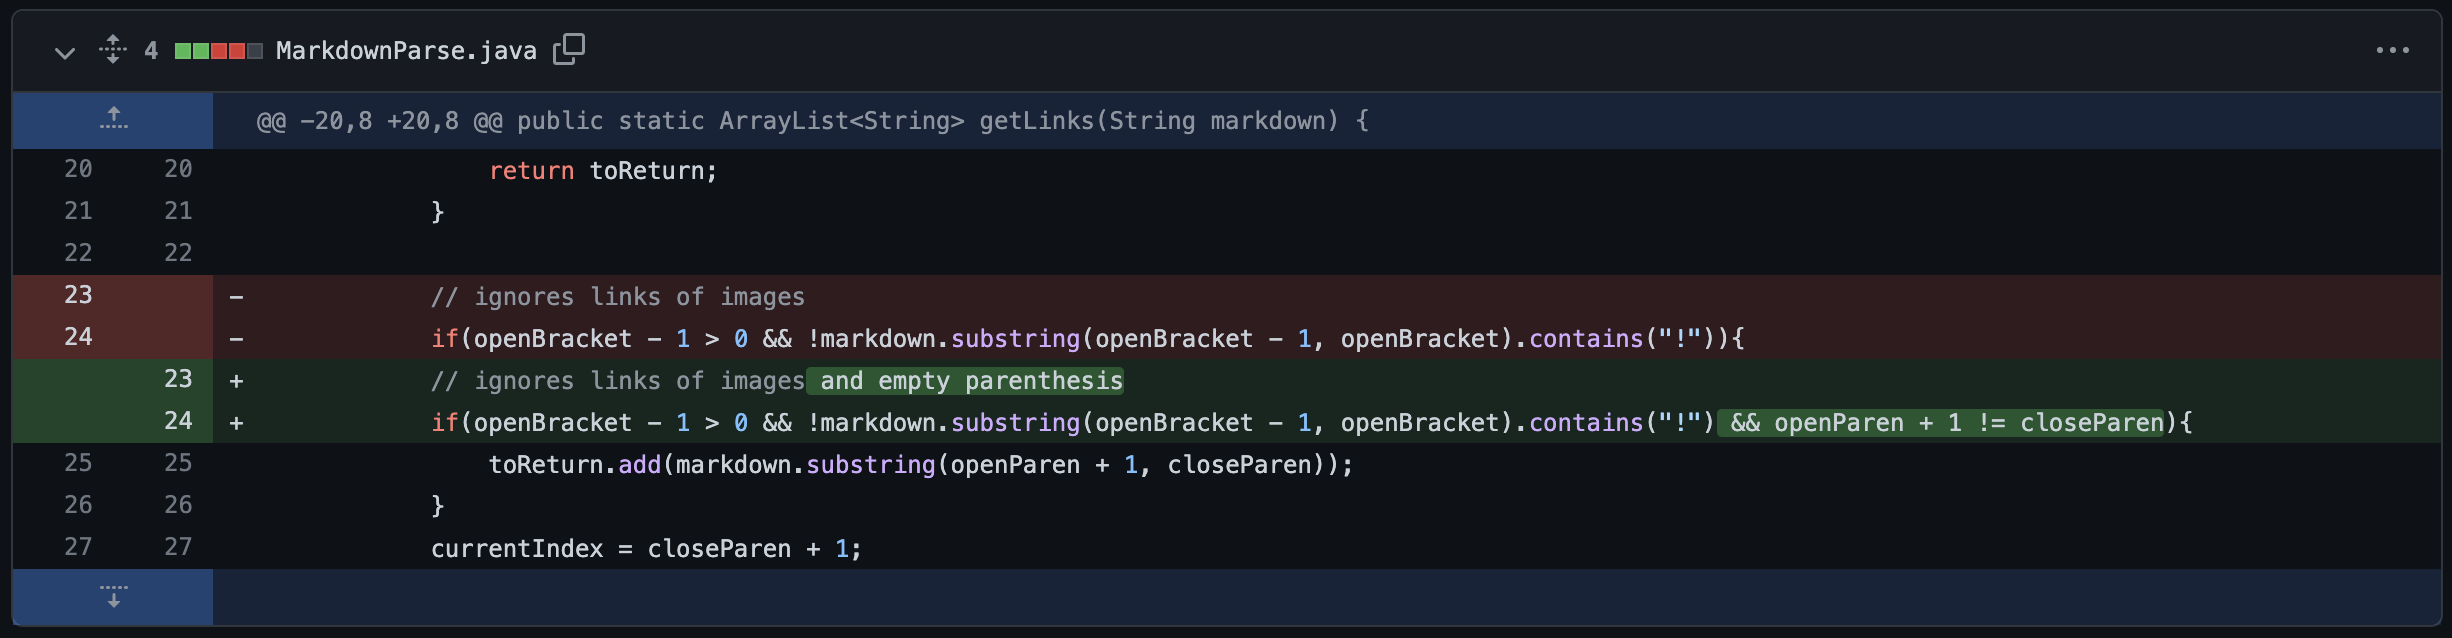 4 MarkdownParse.java
@@ -20,8 +20,8 @@ public static ArrayList<String> getLinks(String markdown) {
20 20 return toReturn;
21 21 }
22 22
23 - // ignores links of images
24 - if(openBracket - 1 > 0 && !markdown.substring(openBracket - 1, openBracket).contains("!")){
23 + // ignores links of images and empty parenthesis
24 + if(openBracket - 1 > 0 && !markdown.substring(openBracket - 1, openBracket).contains("!") && openParen + 1 != closeParen){
25 25 toReturn.add(markdown.substring(openParen + 1, closeParen));
26 26 }
27 27 currentIndex = closeParen + 1;